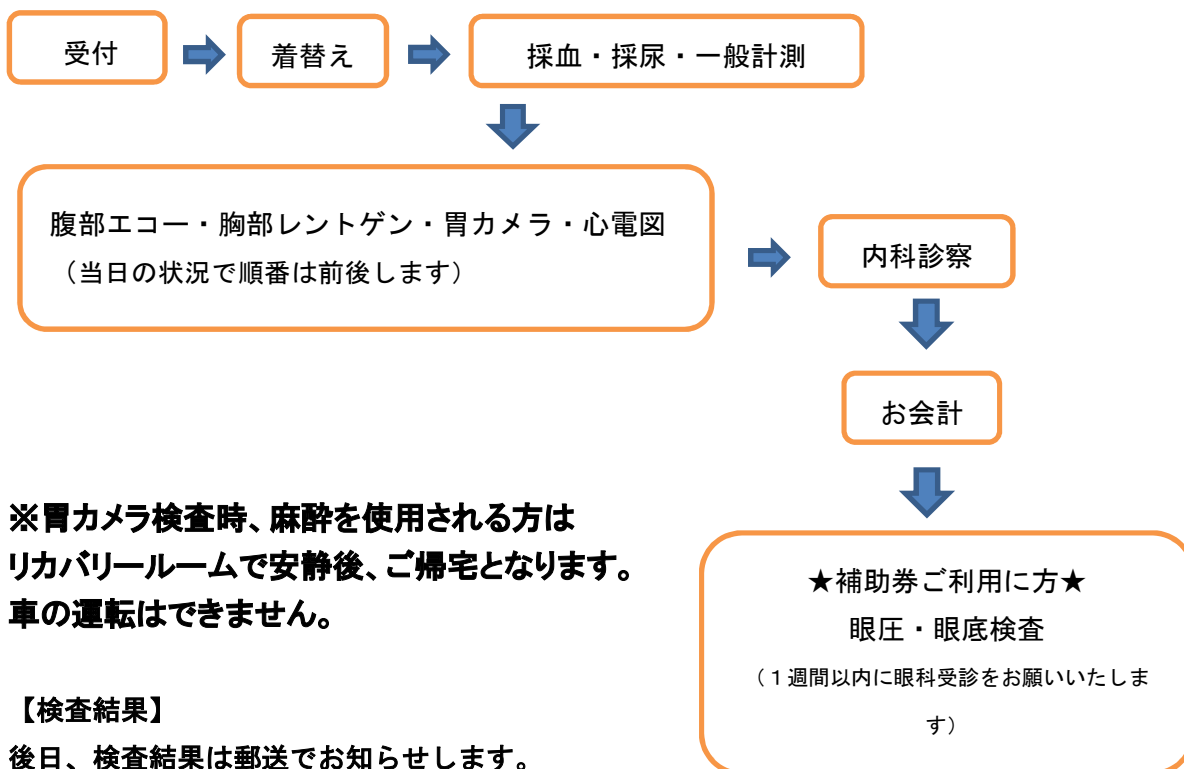 受付
着替え
採血・採尿・一般計測
腹部エコー・胸部レントゲン・胃カメラ・心電図
（当日の状況で順番は前後します）
内科診察
お会計
※胃カメラ検査時、麻酔を使用される方は
リカバリールームで安静後、ご帰宅となります。
車の運転はできません。
★補助券ご利用に方★
眼圧・眼底検査
（１週間以内に眼科受診をお願いいたしま
す）
【検査結果】
後日、検査結果は郵送でお知らせします。